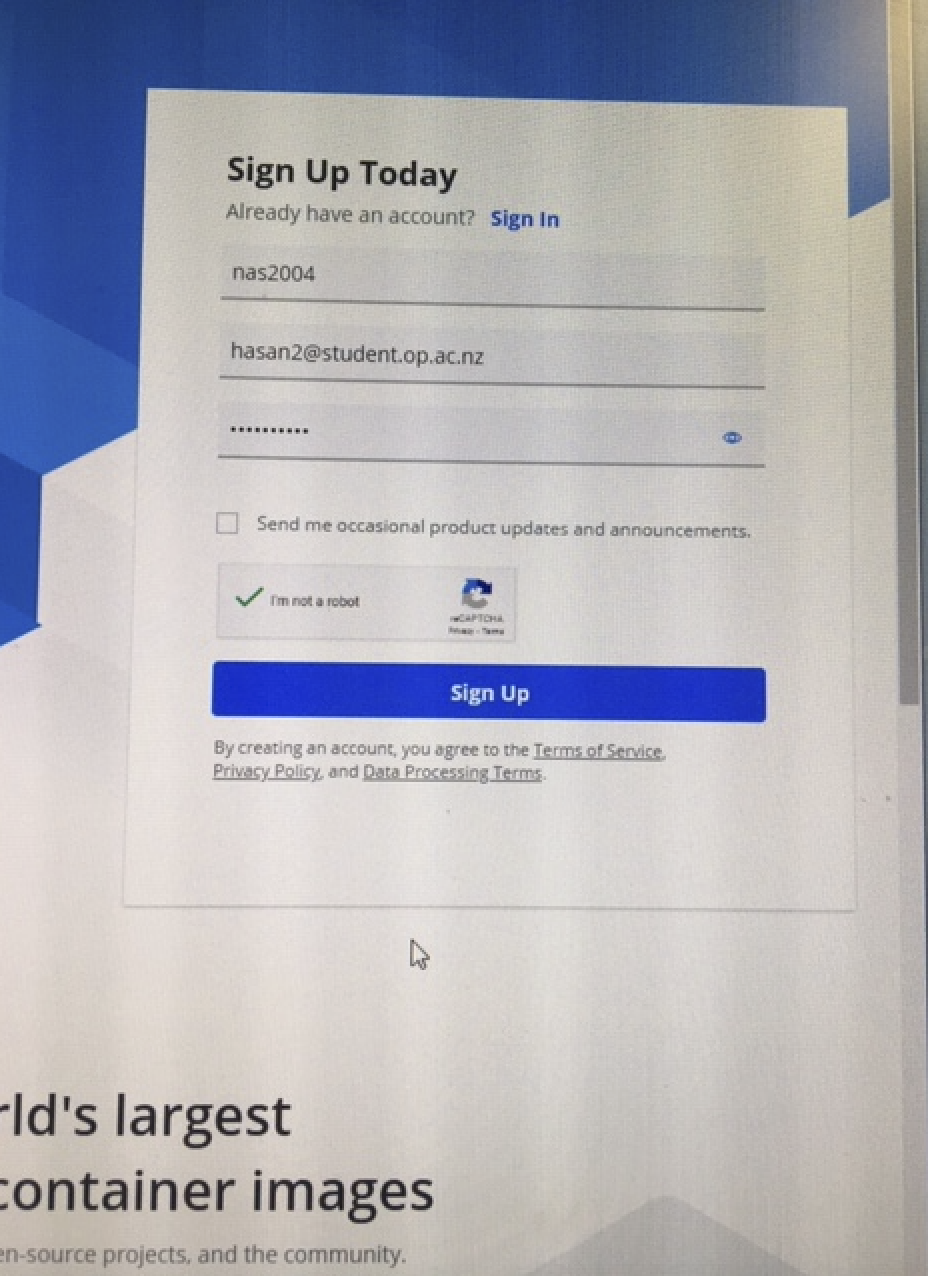 Sign Up Today
Already have an account? Sign In
nas2004
hasan2@student.op.ac.nz
••••••••••
Send me occasional product updates and announcements.
I'm not a robot
reCAPTCHA
Privacy - Terms
Sign Up
By creating an account, you agree to the Terms of Service,
Privacy Policy, and Data Processing Terms.
rld's largest
container images
en-source projects, and the community.